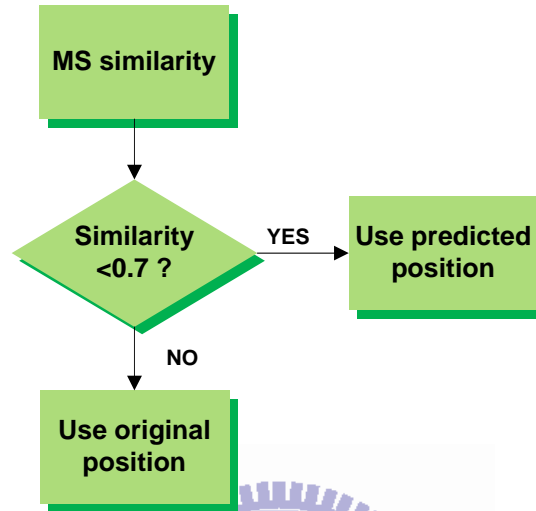 MS similarity
Similarity
<0.7 ?
YES
Use predicted
position
NO
Use original
position